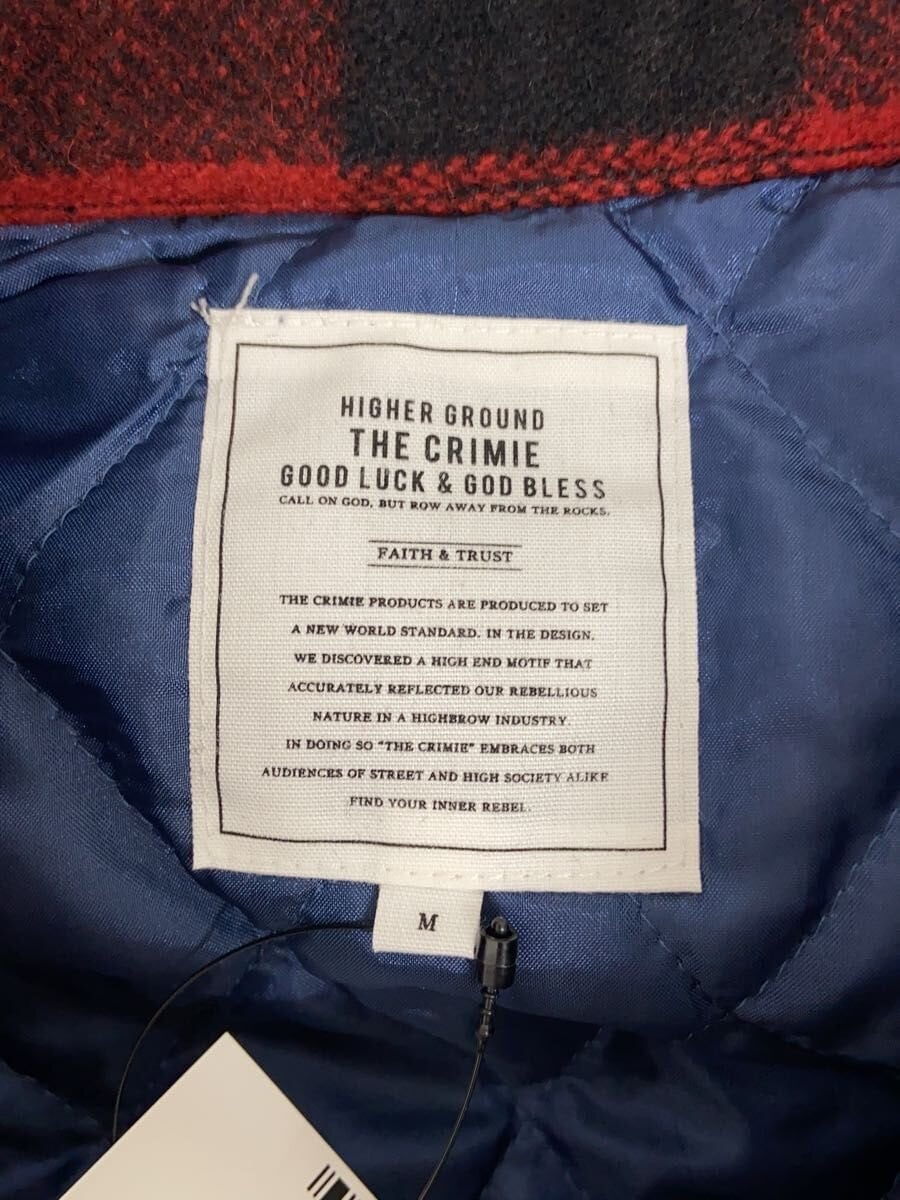 HIGHER GROUND
THE CRIMIE
GOOD LUCK & GOD BLESS
CALL ON GOD, BUT ROW AWAY FROM THE ROCKS.
FAITH & TRUST
THE CRIMIE PRODUCTS ARE PRODUCED TO SET
A NEW WORLD STANDARD. IN THE DESIGN,
WE DISCOVERED A HIGH END MOTIF THAT
ACCURATELY REFLECTED OUR REBELLIOUS
NATURE IN A HIGHBROW INDUSTRY.
IN DOING SO "THE CRIMIE" EMBRACES BOTH
AUDIENCES OF STREET AND HIGH SOCIETY ALIKE
FIND YOUR INNER REBEL.
M